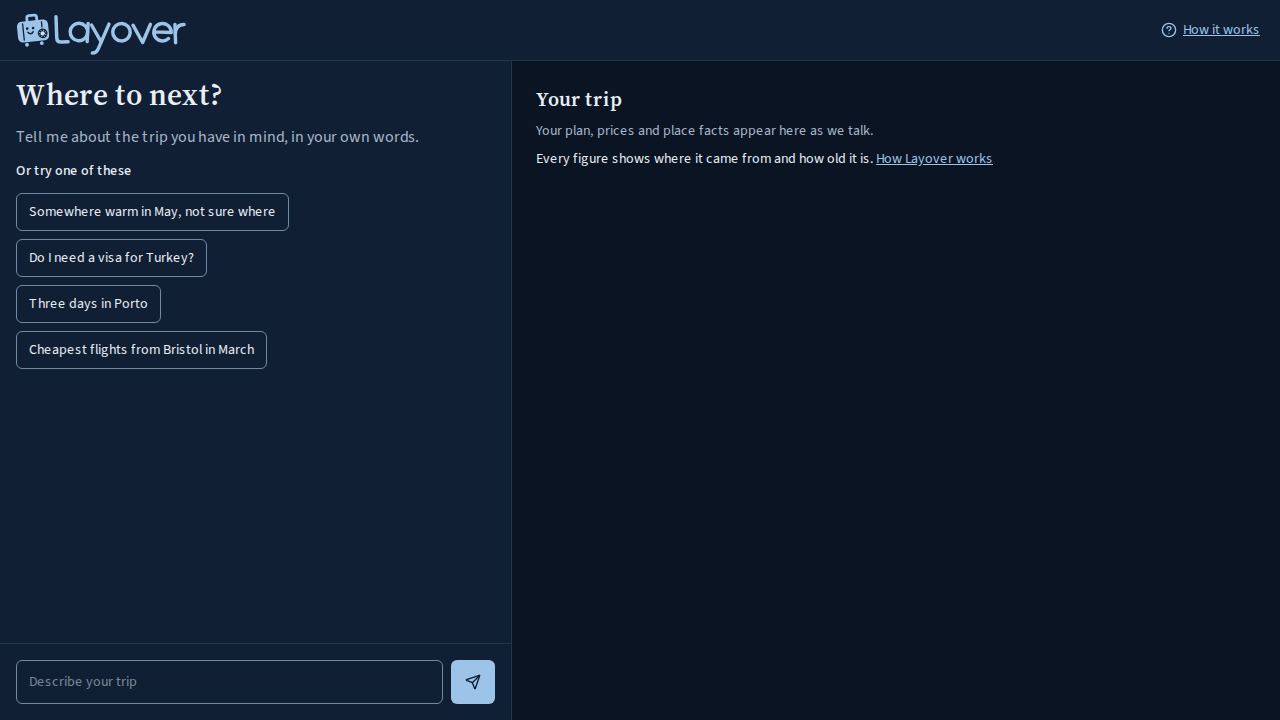 Layover
How it works
Where to next?
Tell me about the trip you have in mind, in your own words.
Or try one of these
Somewhere warm in May, not sure where
Do I need a visa for Turkey?
Three days in Porto
Cheapest flights from Bristol in March
Describe your trip
Your trip
Your plan, prices and place facts appear here as we talk.
Every figure shows where it came from and how old it is. How Layover works